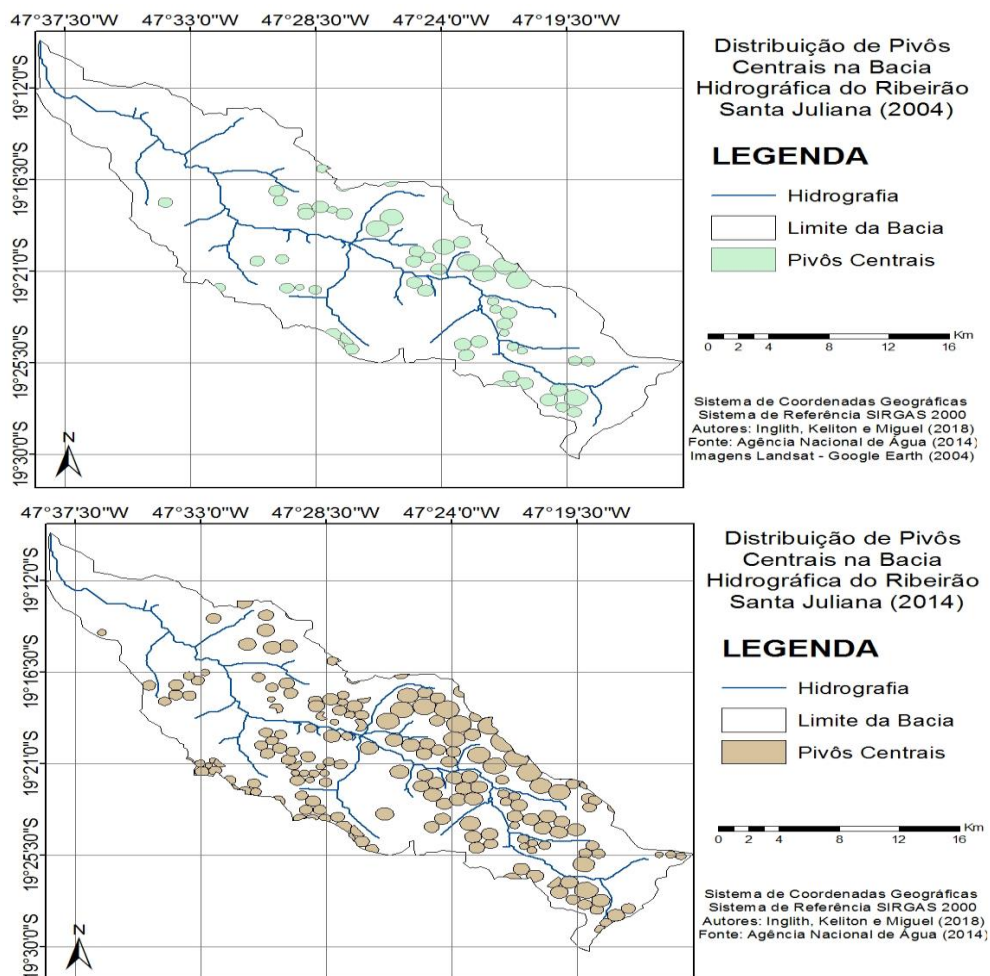 47°37'30"W 47°33'0"W 47°28'30"W 47°24'0"W 47°19'30"W
19°12'0"S
19°16'30"S
19°21'0"S
19°25'30"S
19°30'0"S
N
Distribuição de Pivôs
Centrais na Bacia
Hidrográfica do Ribeirão
Santa Juliana (2004)
LEGENDA
Hidrografia
Limite da Bacia
Pivôs Centrais
Km
0 2 4 8 12 16
Sistema de Coordenadas Geográficas
Sistema de Referência SIRGAS 2000
Autores: Inglith, Keliton e Miguel (2018)
Fonte: Agência Nacional de Água (2014)
Imagens Landsat - Google Earth (2004)
47°37'30"W 47°33'0"W 47°28'30"W 47°24'0"W 47°19'30"W
19°12'0"S
19°16'30"S
19°21'0"S
19°25'30"S
19°30'0"S
N
Distribuição de Pivôs
Centrais na Bacia
Hidrográfica do Ribeirão
Santa Juliana (2014)
LEGENDA
Hidrografia
Limite da Bacia
Pivôs Centrais
Km
0 2 4 8 12 16
Sistema de Coordenadas Geográficas
Sistema de Referência SIRGAS 2000
Autores: Inglith, Keliton e Miguel (2018)
Fonte: Agência Nacional de Água (2014)